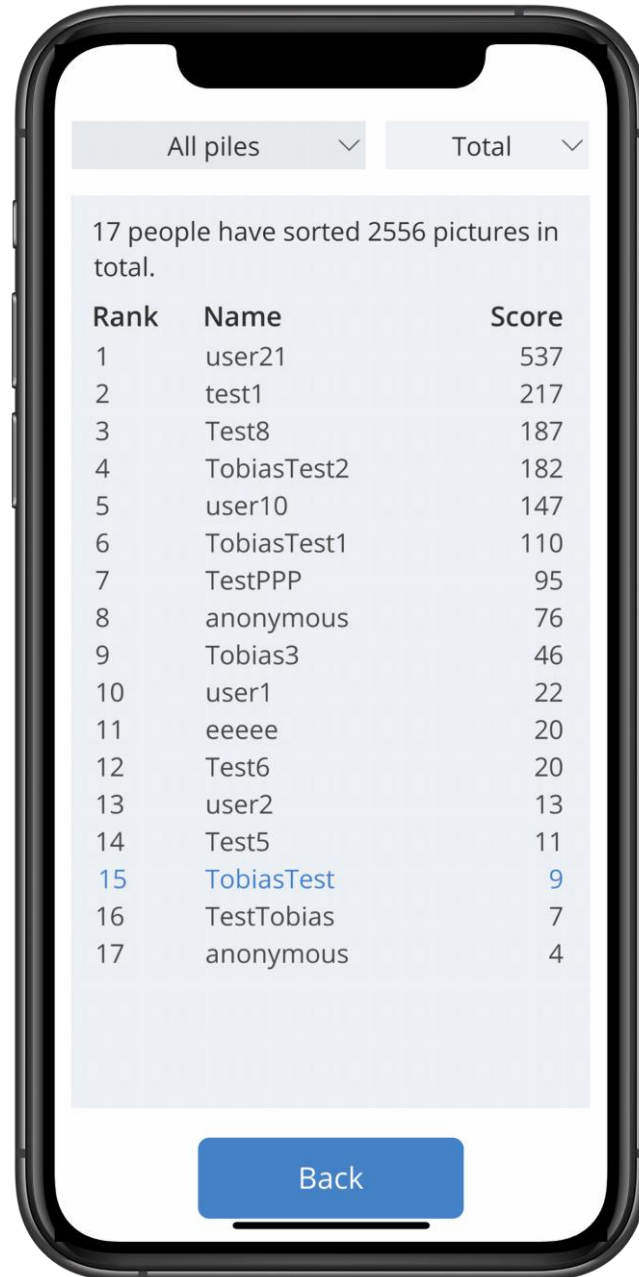 All piles Total
17 people have sorted 2556 pictures in
total.
Rank Name Score
1 user21 537
2 test1 217
3 Test8 187
4 TobiasTest2 182
5 user10 147
6 TobiasTest1 110
7 TestPPP 95
8 anonymous 76
9 Tobias3 46
10 user1 22
11 eeeee 20
12 Test6 20
13 user2 13
14 Test5 11
15 TobiasTest 9
16 TestTobias 7
17 anonymous 4
Back